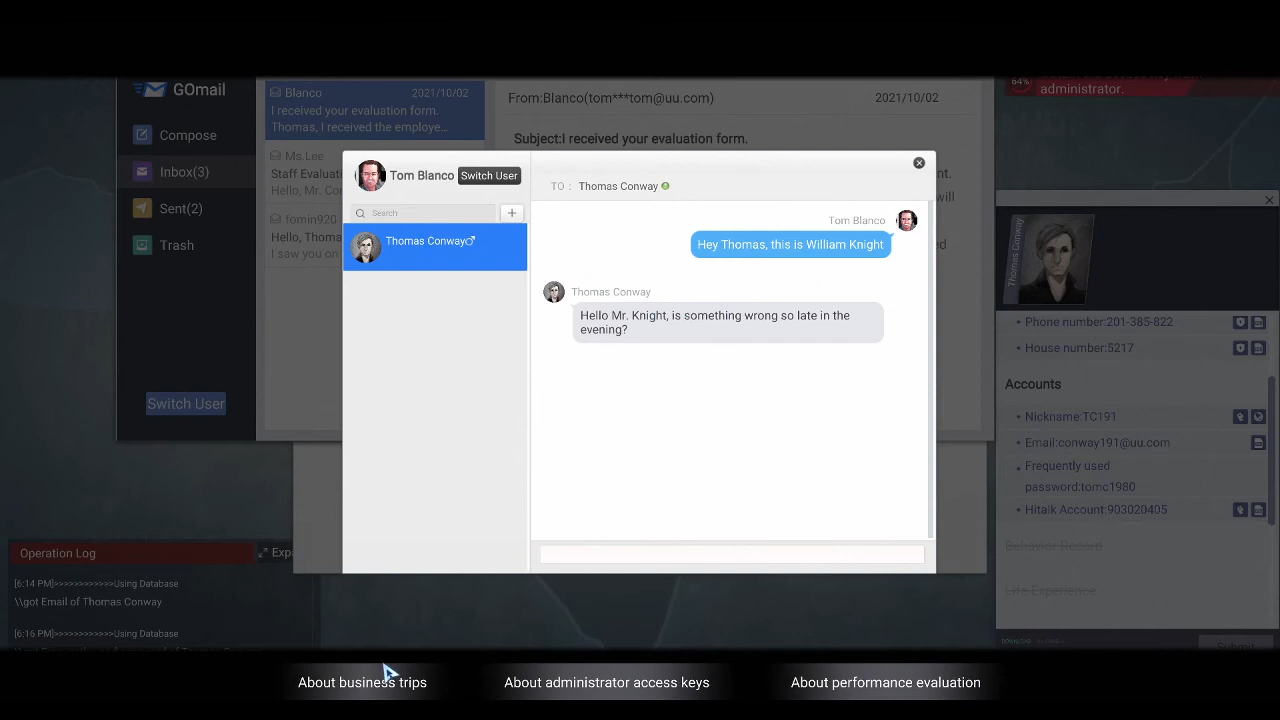 GOmail
Compose
Inbox(3)
Sent(2)
Trash
Switch User
Blanco 2021/10/02
I received your evaluation form.
Thomas, I received the employe...
Ms.Lee
Staff Evaluati
Hello, Mr. Co
fomin920
Hello, Thoma
I saw you on
From:Blanco(tom***tom@uu.com) 2021/10/02
Subject:I received your evaluation form.
64%
administrator.
Tom Blanco Switch User
Search
Thomas Conway
TO : Thomas Conway
Tom Blanco
Hey Thomas, this is William Knight
Thomas Conway
Hello Mr. Knight, is something wrong so late in the
evening?
Thomas Conway
• Phone number:201-385-822
• House number:5217
Accounts
• Nickname:TC191
• Email:conway191@uu.com
• Frequently used
password:tomc1980
• Hitalk Account:903020405
Behavior Record
Life Experience
Submit
Operation Log
Expa
[6:14 PM]>>>>>>>>>>>>Using Database
\\got Email of Thomas Conway
[6:16 PM]>>>>>>>>>>>>Using Database
About business trips
About administrator access keys
About performance evaluation